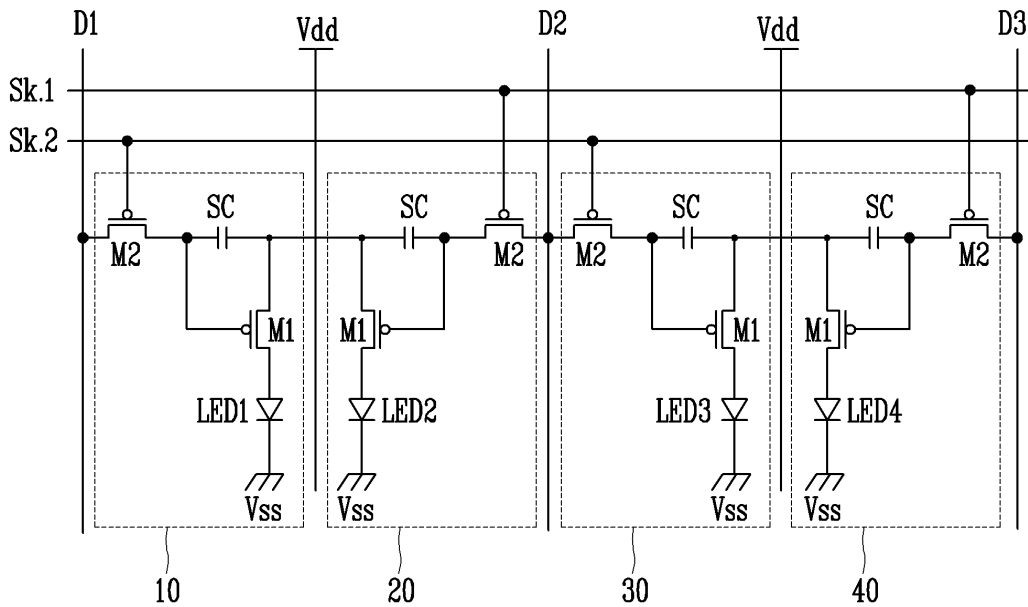 D1 Vdd D2 Vdd D3
Sk.1
Sk.2
SC SC SC SC
M2 M2 M2 M2
M1 M1 M1 M1
LED1 LED2 LED3 LED4
Vss Vss Vss Vss
10 20 30 40